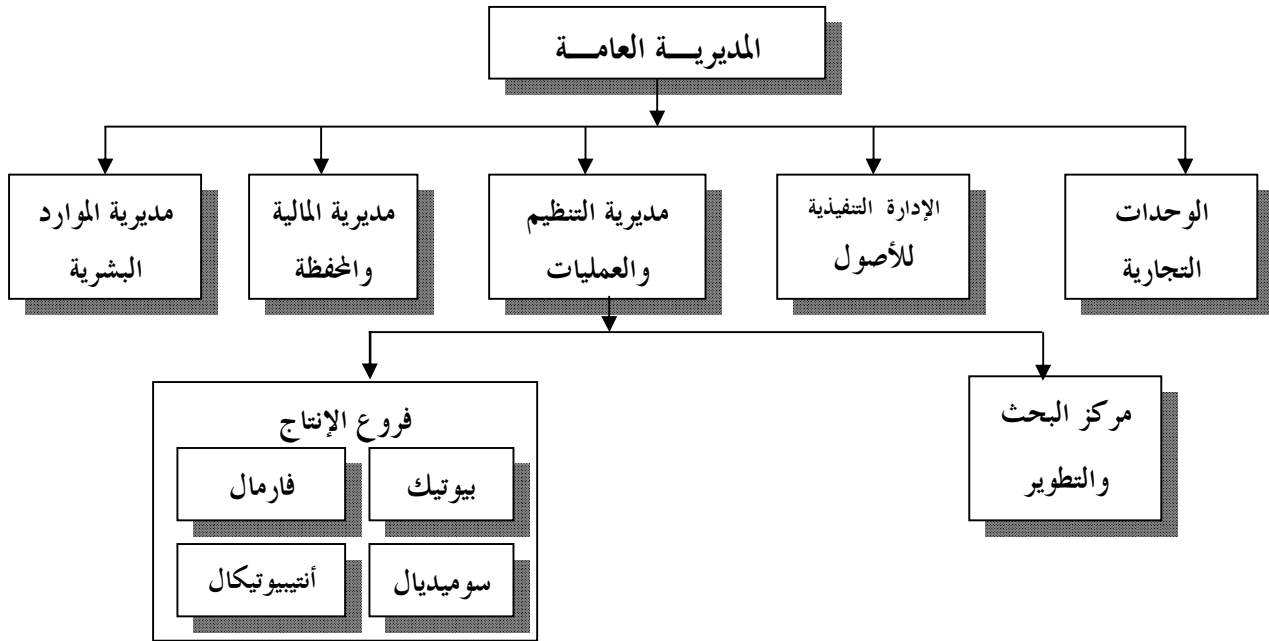 المديريـــة العامـــة
الوحدات
التجارية
الإدارة التنفيذية
للأصول
مديرية التنظيم
والعمليات
مديرية المالية
والمحفظة
مديرية الموارد
البشرية
مركز البحث
والتطوير
فروع الإنتاج
بيوتيك
فارمال
سوميديال
أنتيبيوتيكال